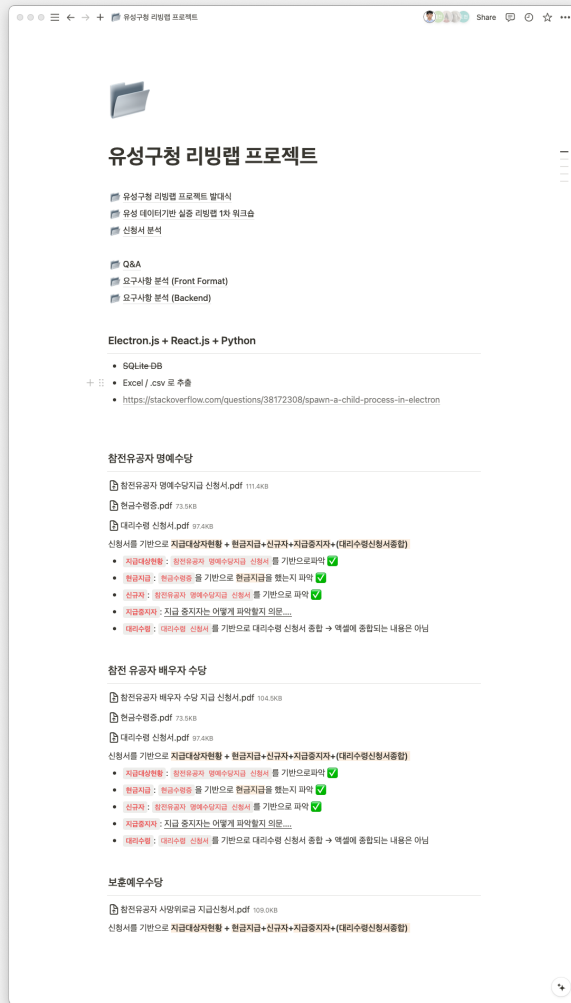 유성구청 리빙랩 프로젝트
Share
유성구청 리빙랩 프로젝트
유성구청 리빙랩 프로젝트 발대식
유성 데이터기반 실증 리빙랩 1차 워크숍
신청서 분석
Q&A
요구사항 분석 (Front Format)
요구사항 분석 (Backend)
Electron.js + React.js + Python
SQLite DB
Excel / .csv 로 추출
https://stackoverflow.com/questions/38172308/spawn-a-child-process-in-electron
참전유공자 명예수당
참전유공자 명예수당지급 신청서.pdf 111.4KB
현금수령증.pdf 73.5KB
대리수령 신청서.pdf 97.4KB
신청서를 기반으로 지급대상자현황 + 현금지급+신규자+지급중지자+(대리수령신청서종합)
지급대상현황 : 참전유공자 명예수당지급 신청서 를 기반으로파악 ✅
현금지급 : 현금수령증 을 기반으로 현금지급을 했는지 파악 ✅
신규자 : 참전유공자 명예수당지급 신청서 를 기반으로 파악 ✅
지급중지자 : 지급 중지자는 어떻게 파악할지 의문....
대리수령 : 대리수령 신청서 를 기반으로 대리수령 신청서 종합 → 엑셀에 종합되는 내용은 아님
참전 유공자 배우자 수당
참전유공자 배우자 수당 지급 신청서.pdf 104.5KB
현금수령증.pdf 73.5KB
대리수령 신청서.pdf 97.4KB
신청서를 기반으로 지급대상자현황 + 현금지급+신규자+지급중지자+(대리수령신청서종합)
지급대상현황 : 참전유공자 명예수당지급 신청서 를 기반으로파악 ✅
현금지급 : 현금수령증 을 기반으로 현금지급을 했는지 파악 ✅
신규자 : 참전유공자 명예수당지급 신청서 를 기반으로 파악 ✅
지급중지자 : 지급 중지자는 어떻게 파악할지 의문....
대리수령 : 대리수령 신청서 를 기반으로 대리수령 신청서 종합 → 엑셀에 종합되는 내용은 아님
보훈예우수당
참전유공자 사망위로금 지급신청서.pdf 109.0KB
신청서를 기반으로 지급대상자현황 + 현금지급+신규자+지급중지자+(대리수령신청서종합)